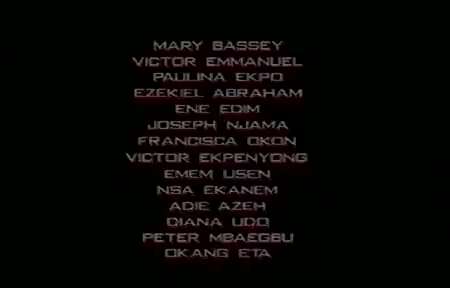 MARY BASSEY
VICTOR EMMANUEL
PAULINA EKPO
EZEKIEL ABRAHAM
ENE EDIM
JOSEPH NJAMA
FRANCISCA OKON
VICTOR EKPENYONG
EMEM USEN
NSA EKANEM
ADIE AZEH
DIANA UDO
PETER MBAEGBU
OKANG ETA